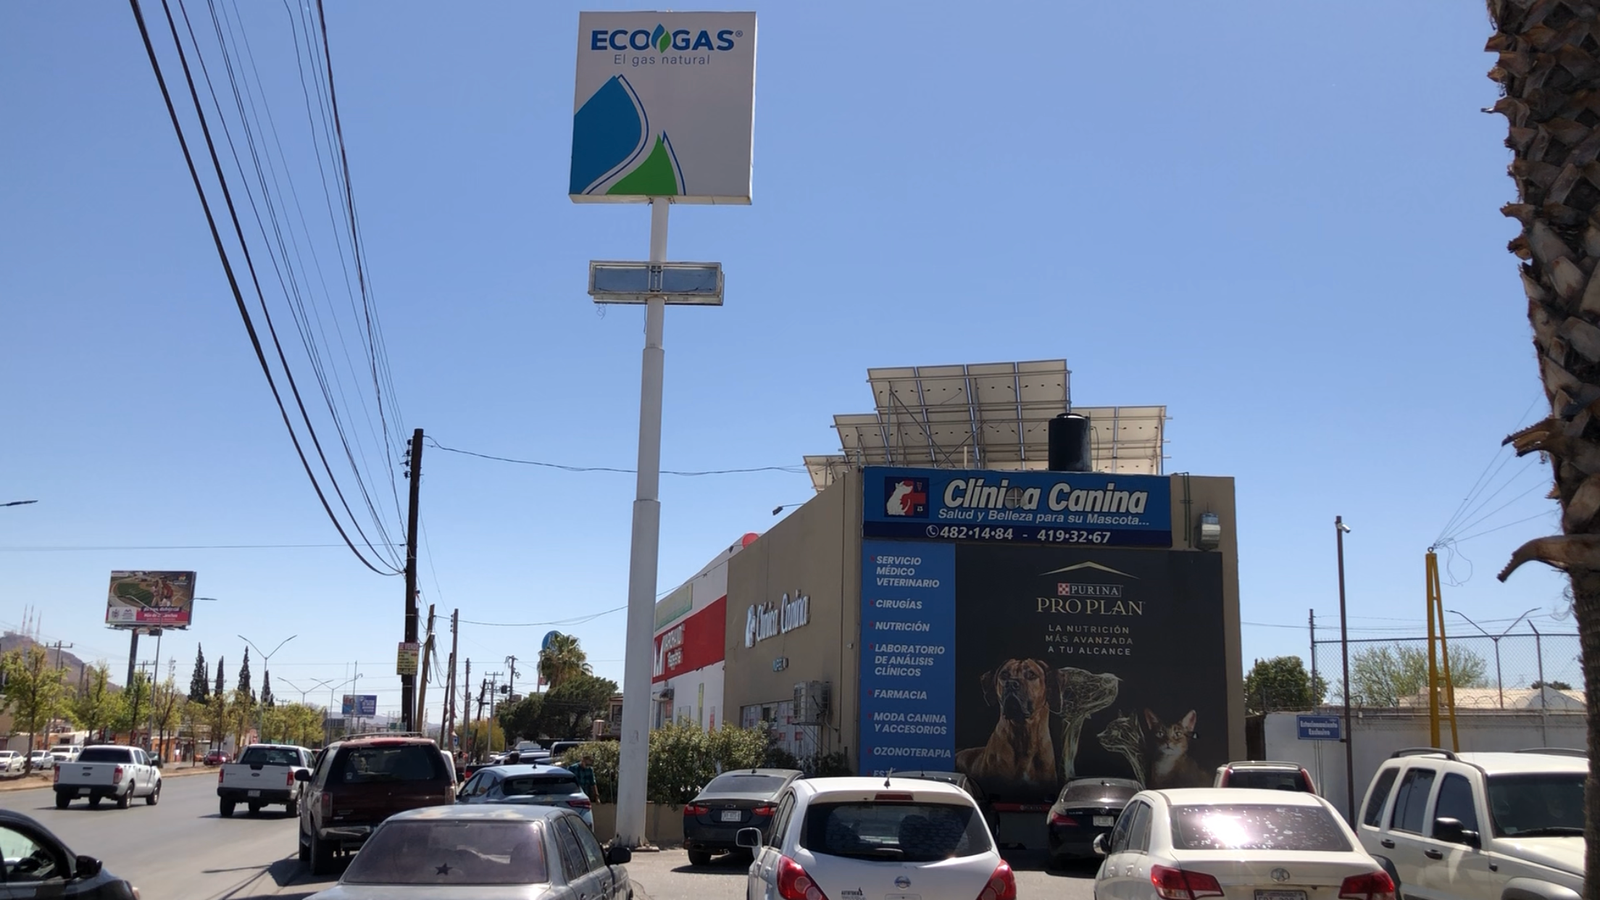 ECOGAS®
El gas natural
Clínica Canina
Salud y Belleza para su Mascota...
482•14•84 - 419•32•67
SERVICIO
MÉDICO
VETERINARIO
CIRUGÍAS
NUTRICIÓN
LABORATORIO
DE ANÁLISIS
CLÍNICOS
FARMACIA
MODA CANINA
Y ACCESORIOS
OZONOTERAPIA
PURINA
PRO PLAN
LA NUTRICIÓN
MÁS AVANZADA
A TU ALCANCE
Clínica Canina
Estacionamiento
Exclusivo